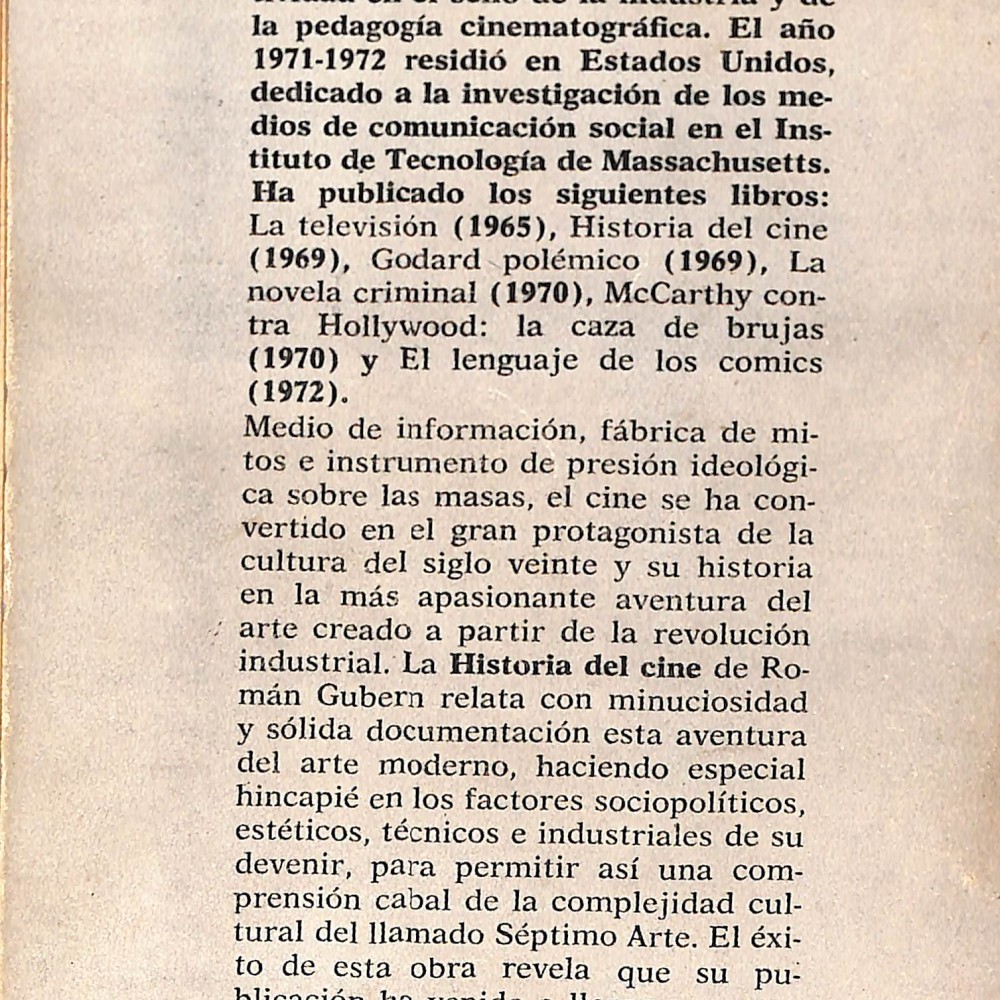 la pedagogía cinematográfica. El año
1971-1972 residió en Estados Unidos,
dedicado a la investigación de los me-
dios de comunicación social en el Ins-
tituto de Tecnología de Massachusetts.
Ha publicado los siguientes libros:
La televisión (1965), Historia del cine
(1969), Godard polémico (1969), La
novela criminal (1970), McCarthy con-
tra Hollywood: la caza de brujas
(1970) y El lenguaje de los comics
(1972).
Medio de información, fábrica de mi-
tos e instrumento de presión ideológi-
ca sobre las masas, el cine se ha con-
vertido en el gran protagonista de la
cultura del siglo veinte y su historia
en la más apasionante aventura del
arte creado a partir de la revolución
industrial. La Historia del cine de Ro-
mán Gubern relata con minuciosidad
y sólida documentación esta aventura
del arte moderno, haciendo especial
hincapié en los factores sociopolíticos,
estéticos, técnicos e industriales de su
devenir, para permitir así una com-
prensión cabal de la complejidad cul-
tural del llamado Séptimo Arte. El éxi-
to de esta obra revela que su pu-